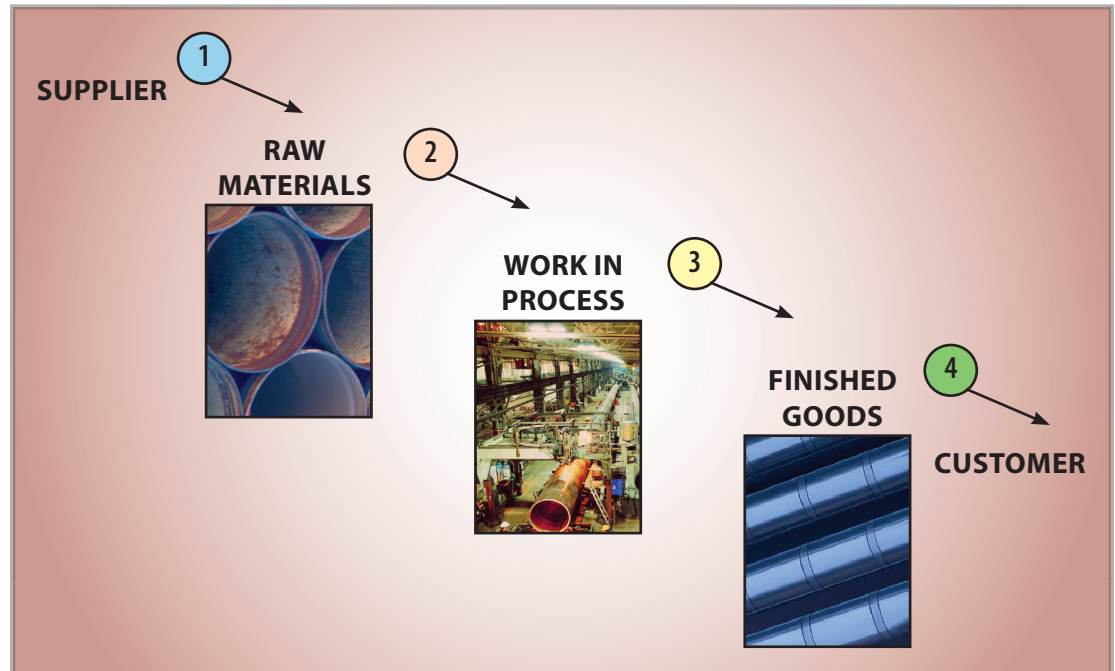 1
SUPPLIER
RAW
MATERIALS
2
WORK IN
PROCESS
3
FINISHED
GOODS
4
CUSTOMER